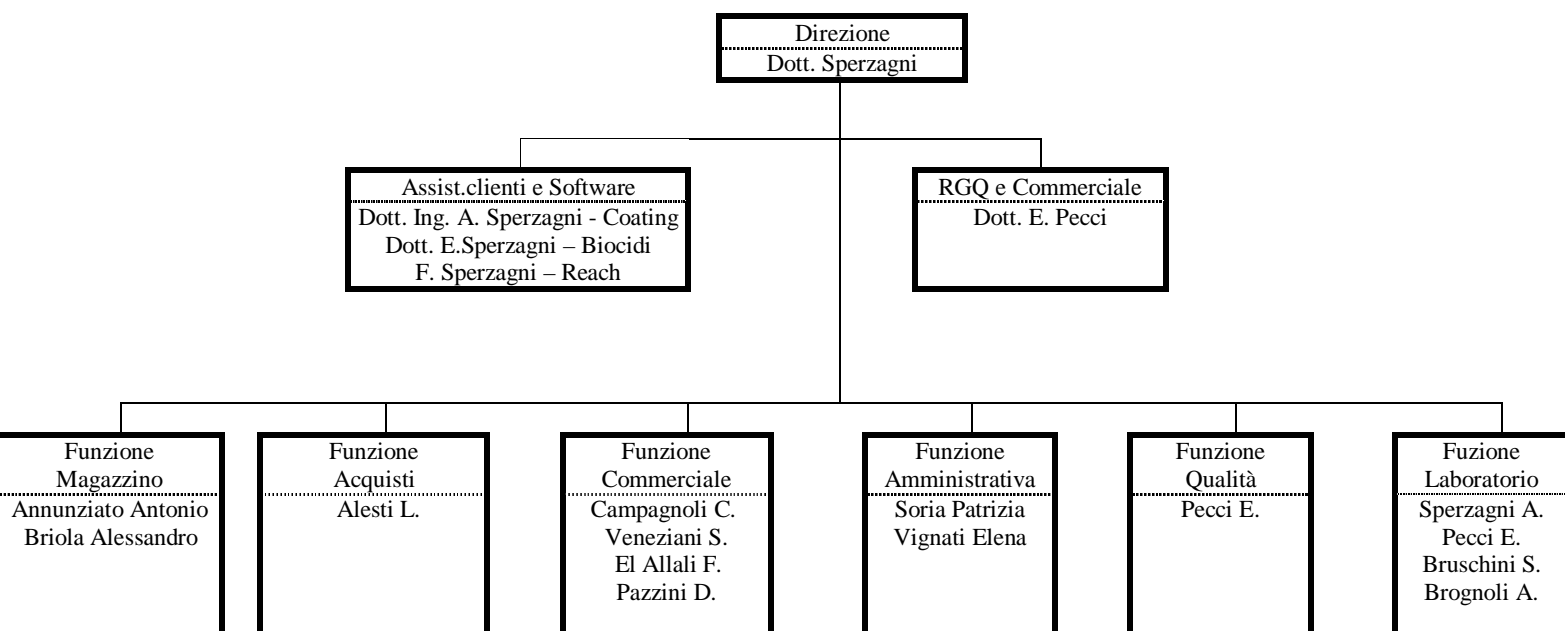 Direzione
Dott. Sperzagni
Assist.clienti e Software
Dott. Ing. A. Sperzagni - Coating
Dott. E.Sperzagni – Biocidi
F. Sperzagni – Reach
RGQ e Commerciale
Dott. E. Pecci
Funzione
Magazzino
Annunziato Antonio
Briola Alessandro
Funzione
Acquisti
Alesti L.
Funzione
Commerciale
Campagnoli C.
Veneziani S.
El Allali F.
Pazzini D.
Funzione
Amministrativa
Soria Patrizia
Vignati Elena
Funzione
Qualità
Pecci E.
Fuzione
Laboratorio
Sperzagni A.
Pecci E.
Bruschini S.
Brognoli A.